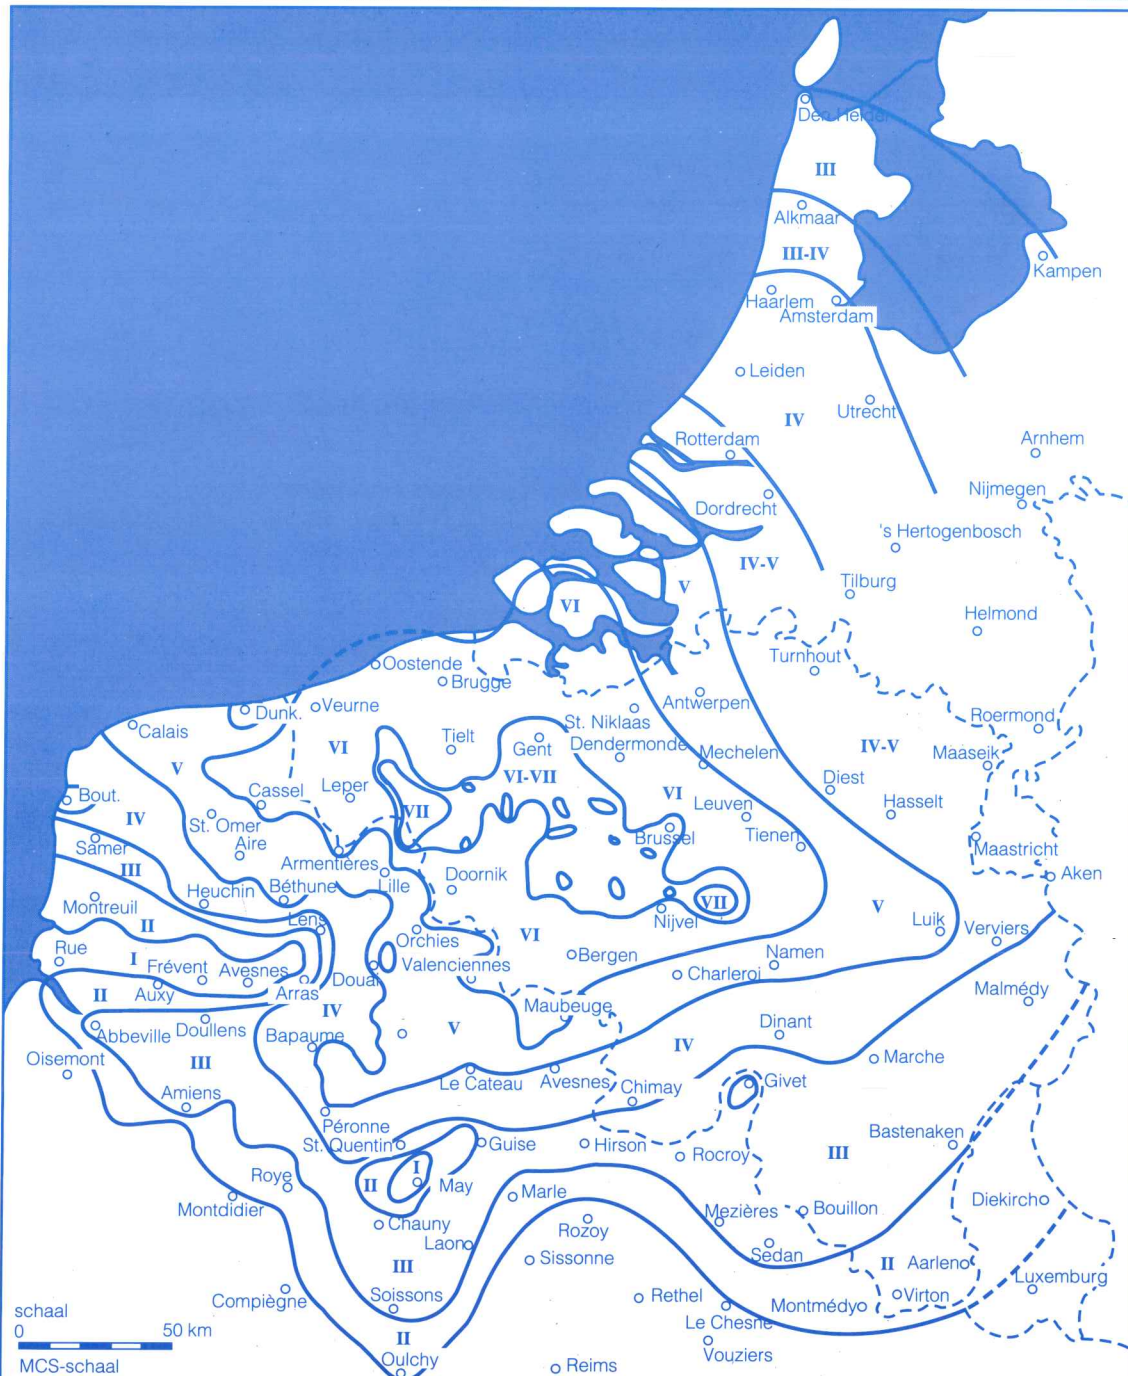 Den Helder
III
Alkmaar
III-IV
Kampen
Haarlem
Amsterdam
Leiden
Utrecht
IV
Rotterdam
Arnhem
Nijmegen
Dordrecht
's Hertogenbosch
IV-V
V
Tilburg
VI
Helmond
Turnhout
Oostende
Brugge
Antwerpen
Dunk.
Veurne
St. Niklaas
Roermond
Calais
Tielt
Gent
Dendermonde
Mechelen
IV-V
Maaseik
VI
V
VI-VII
Diest
Cassel
Leper
VI
Leuven
Hasselt
Bout.
VII
IV
St. Omer
Brussel
Tienen
Samer
Aire
Maastricht
III
Armentières
Doornik
Aken
Heuchin
Béthune
Lille
Montreuil
VII
V
II
Lens
Nijvel
Luik
Orchies
VI
Verviers
Rue
I
Bergen
Namen
Frévent
Avesnes
Douai
Valenciennes
Charleroi
Auxy
Arras
Malmédy
II
IV
Maubeuge
Abbeville
Doullens
V
Dinant
Bapaume
IV
Oisemont
III
Marche
Le Cateau
Avesnes
Givet
Amiens
Chimay
Péronne
St. Quentin
Guise
Hirson
Rocroy
Bastenaken
III
Roye
II
I
May
Marle
Diekirch
Montdidier
Mezières
Bouillon
Chauny
Rozoy
Laon
Sissonne
Sedan
II
Aarlen
III
Luxemburg
Compiègne
Soissons
Rethel
Montmédy
Virton
schaal
Le Chesne
0
50 km
II
Vouziers
Oulchy
MCS-schaal
Reims